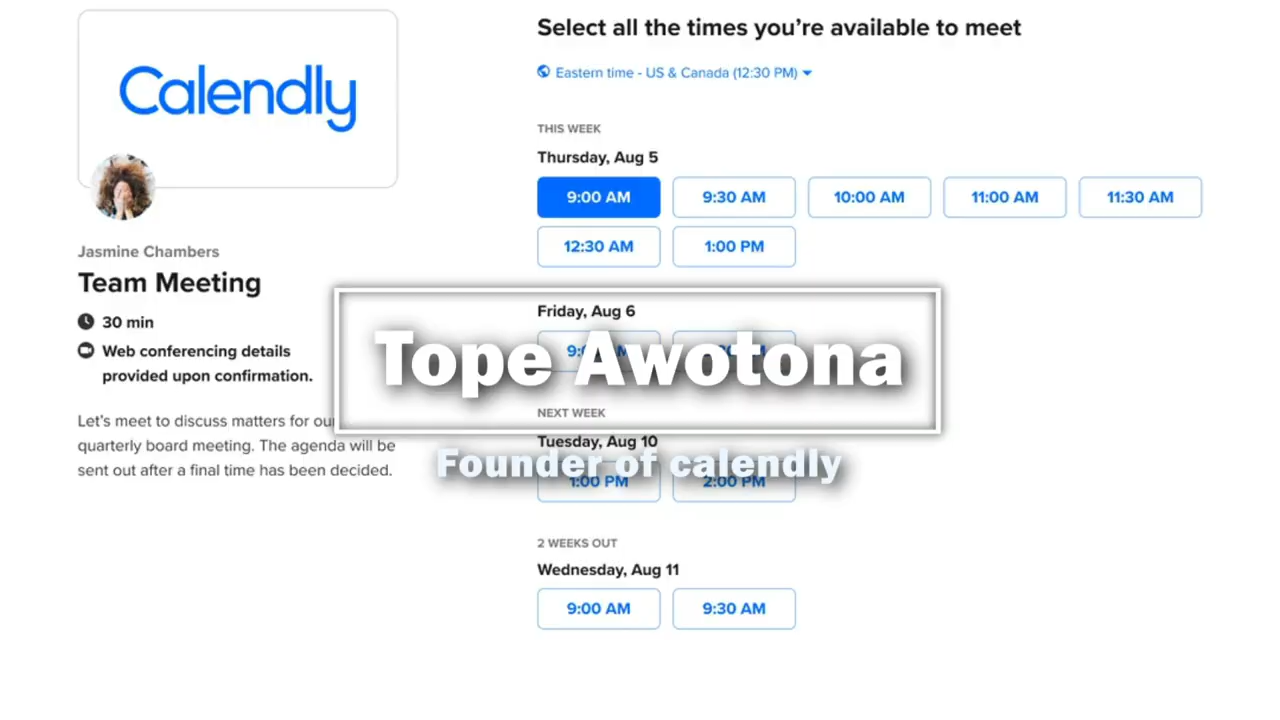 Calendly
Jasmine Chambers
Team Meeting
30 min
Web conferencing details
provided upon confirmation.
Let's meet to discuss matters for our
quarterly board meeting. The agenda will be
sent out after a final time has been decided.
Select all the times you’re available to meet
Eastern time - US & Canada (12:30 PM)
THIS WEEK
Thursday, Aug 5
9:00 AM 9:30 AM 10:00 AM 11:00 AM 11:30 AM
12:30 AM 1:00 PM
Friday, Aug 6
Tope Awotona
NEXT WEEK
Tuesday, Aug 10
Founder of calendly
1:00 PM 2:00 PM
2 WEEKS OUT
Wednesday, Aug 11
9:00 AM 9:30 AM